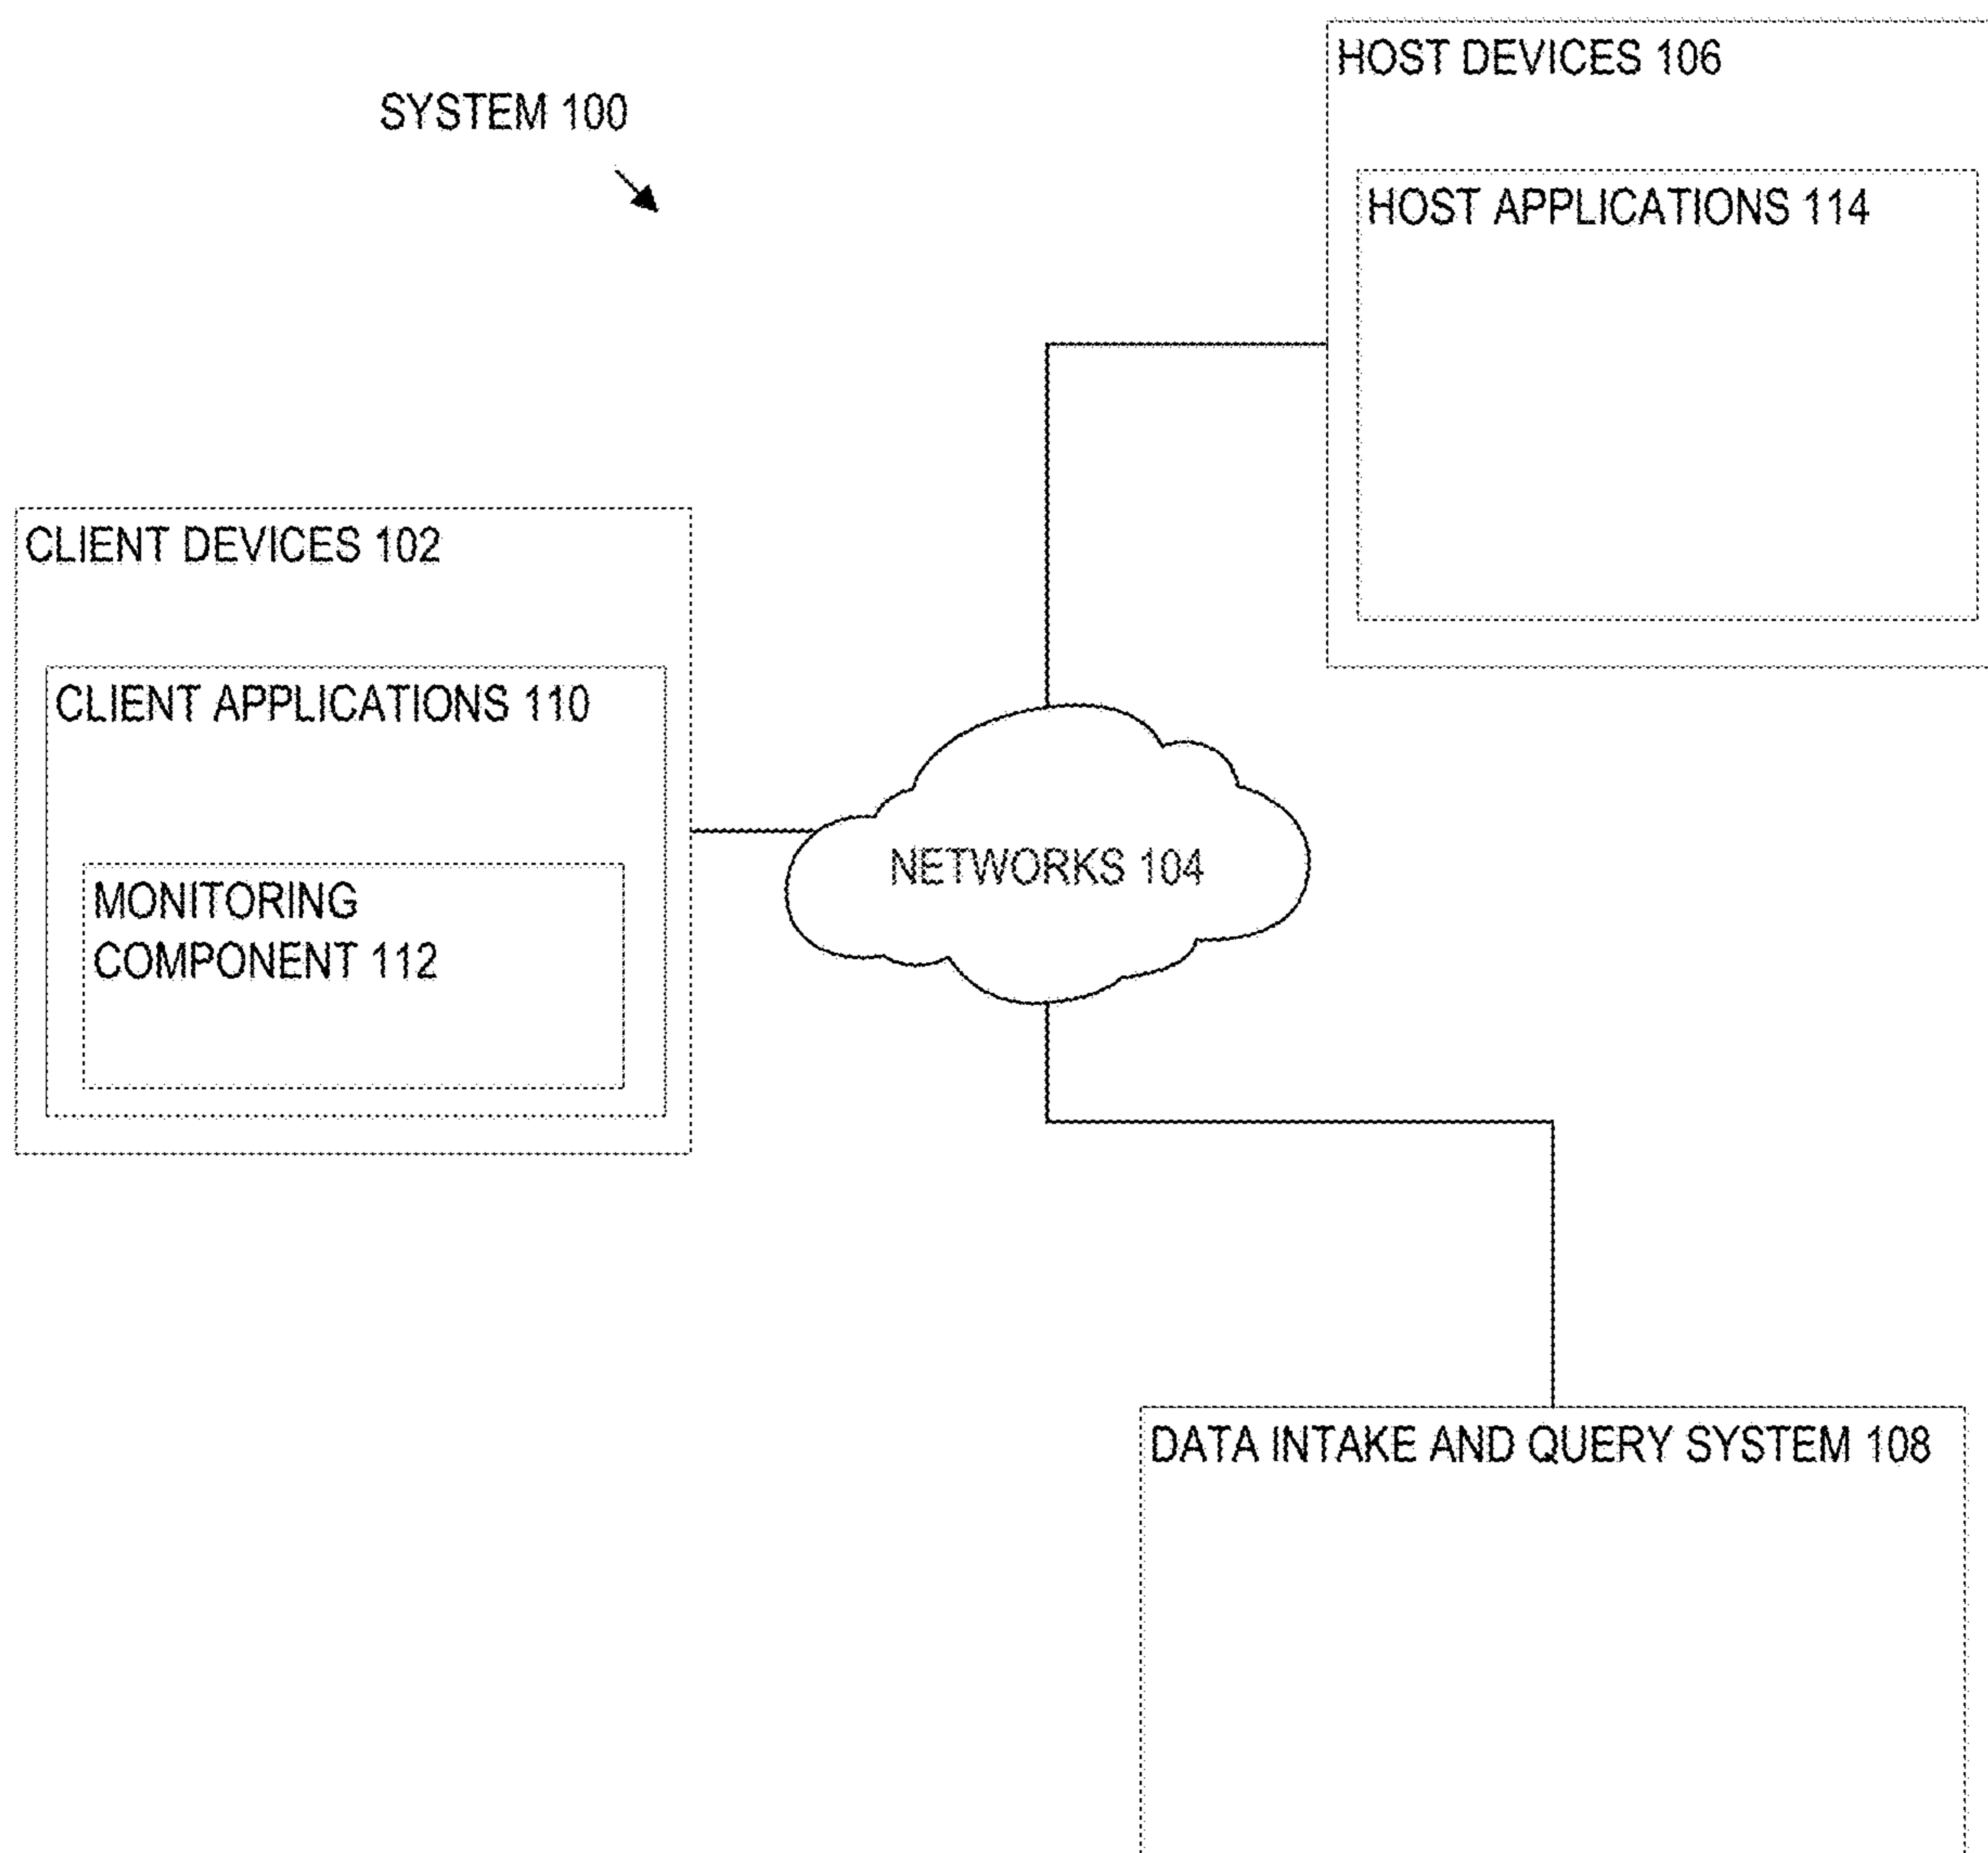 SYSTEM 100
HOST DEVICES 106
HOST APPLICATIONS 114
CLIENT DEVICES 102
CLIENT APPLICATIONS 110
MONITORING
COMPONENT 112
NETWORKS 104
DATA INTAKE AND QUERY SYSTEM 108